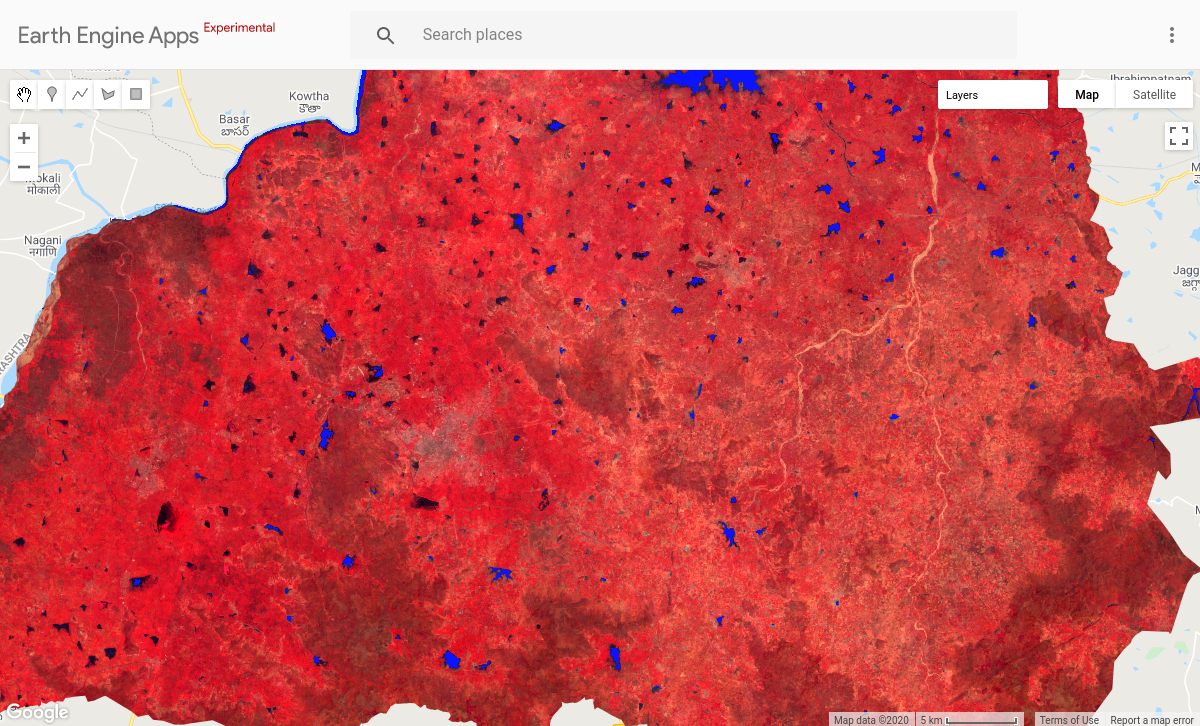 Earth Engine Apps Experimental
Search places
Ibrahimpatnam
Layers
Map
Satellite
Kowtha
కౌతా
Basar
బాసర్
Mokali
मोकाली
Nagani
नगाणि
Jagg
RASHTRA
Google
Map data ©2020
5 km
Terms of Use
Report a map error